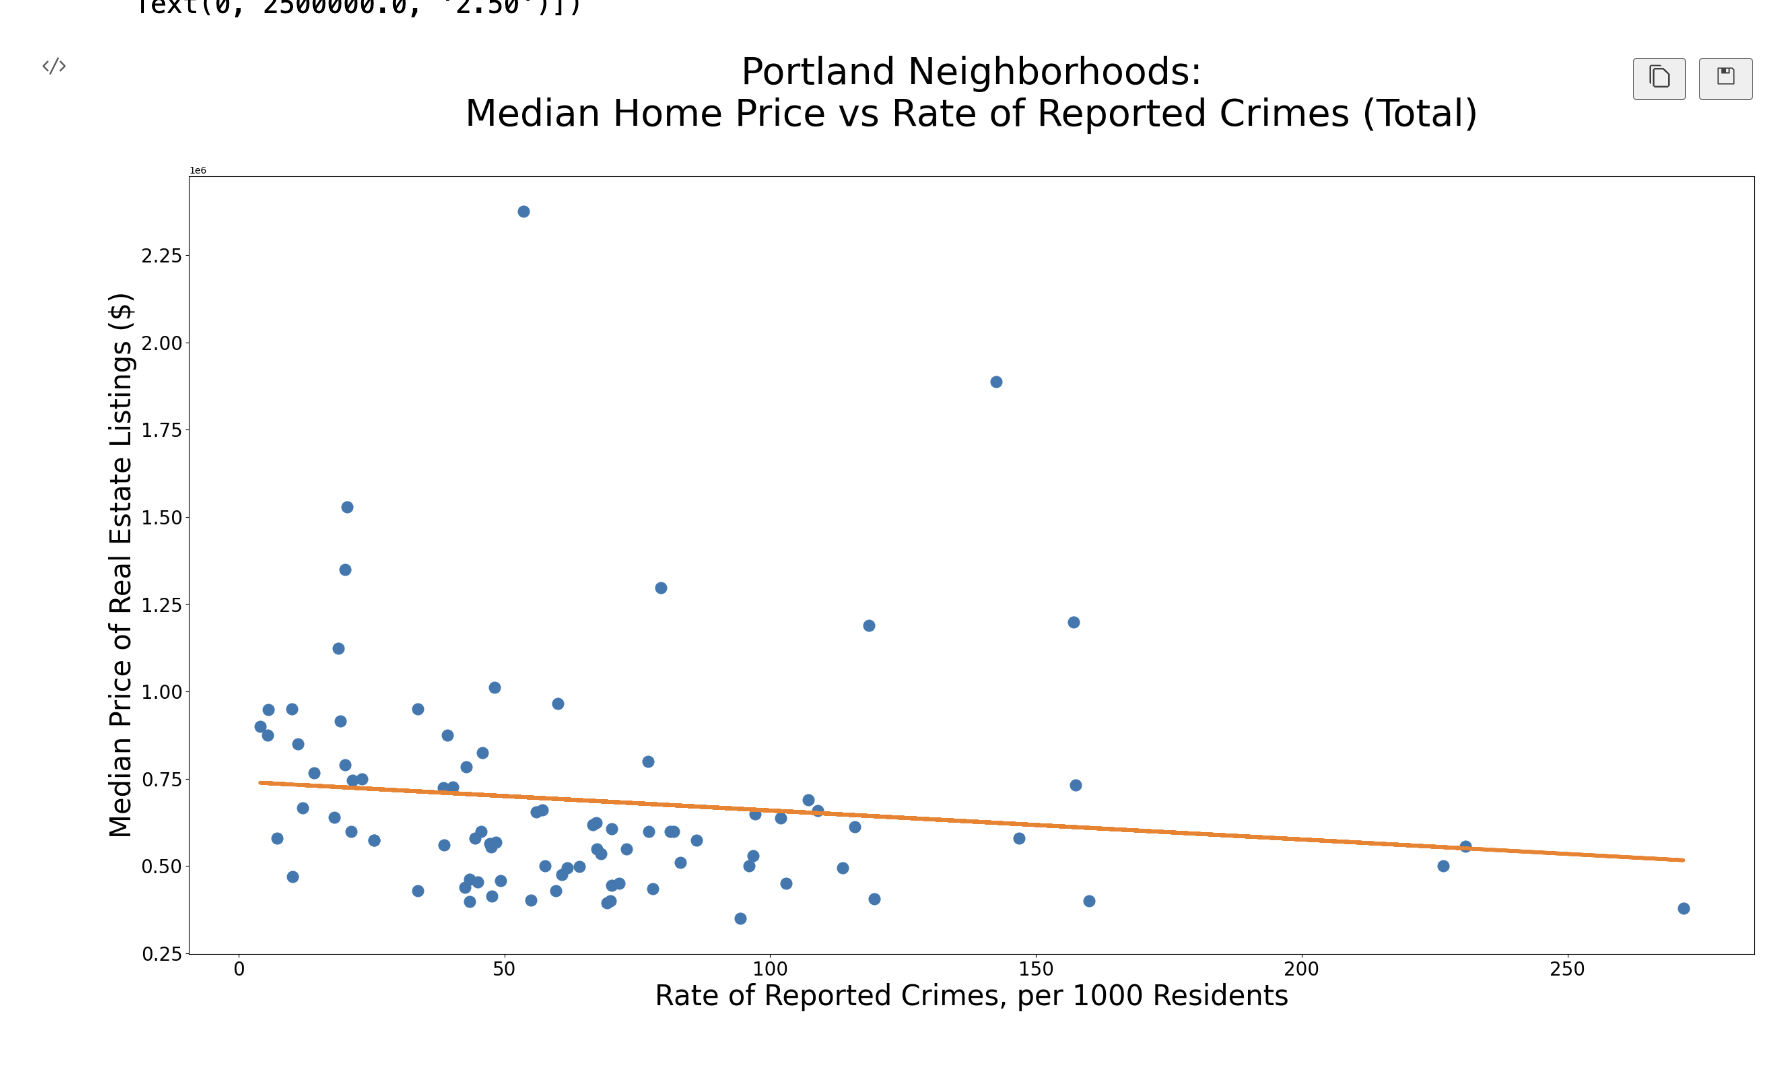 Text(0, 2500000.0, '2.50')])
</>
Portland Neighborhoods:
Median Home Price vs Rate of Reported Crimes (Total)
1e6
2.25
2.00
1.75
1.50
1.25
1.00
0.75
0.50
0.25
Median Price of Real Estate Listings ($)
0 50 100 150 200 250
Rate of Reported Crimes, per 1000 Residents